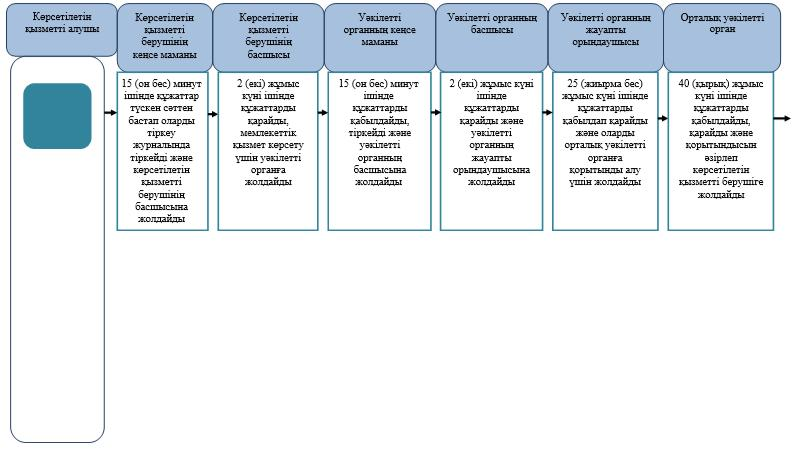 Көрсетілетін
қызметті алушы
Көрсетілетін
қызметті
берушінің
кеңсе маманы
Көрсетілетін
қызметті
берушінің
басшысы
Уәкілетті
органның кеңсе
маманы
Уәкілетті органның
басшысы
Уәкілетті органның
жауапты
орындаушысы
Орталық уәкілетті
орган
15 (он бес) минут
ішінде құжаттар
түскен сәттен
бастап оларды
тіркеу
журналында
тіркейді және
көрсетілетін
қызметті
берушінің
басшысына
жолдайды
2 (екі) жұмыс
күні ішінде
құжаттарды
қарайды,
мемлекеттік
қызмет көрсету
үшін уәкілетті
органға
жолдайды
15 (он бес) минут
ішінде
құжаттарды
қабылдайды,
тіркейді және
уәкілетті
органның
басшысына
жолдайды
2 (екі) жұмыс күні
ішінде
құжаттарды
қарайды және
уәкілетті
органның
жауапты
орындаушысына
жолдайды
25 (жиырма бес)
жұмыс күні ішінде
құжаттарды
қабылдап қарайды
және оларды
орталық уәкілетті
органға
қорытынды алу
үшін жолдайды
40 (қырық) жұмыс
күні ішінде
құжаттарды
қабылдайды,
қарайды және
қорытындысын
әзірлеп
көрсетілетін
қызметті берушіге
жолдайды